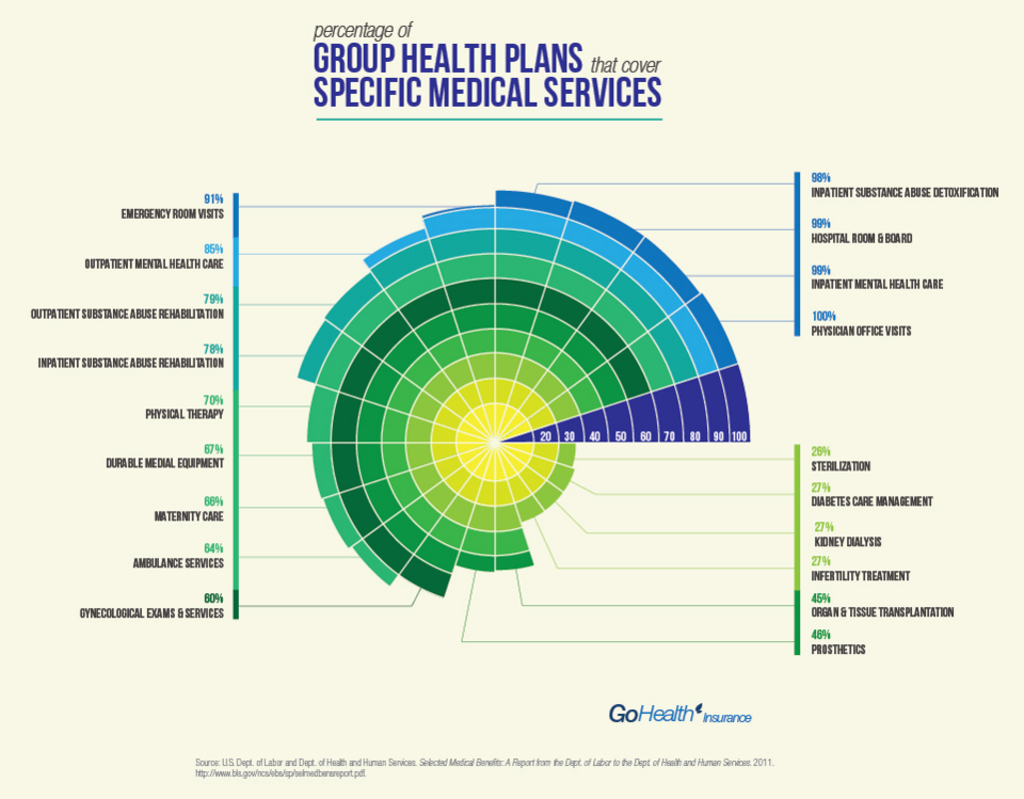 percentage of
GROUP HEALTH PLANS that cover
SPECIFIC MEDICAL SERVICES
91%
EMERGENCY ROOM VISITS
85%
OUTPATIENT MENTAL HEALTH CARE
79%
OUTPATIENT SUBSTANCE ABUSE REHABILITATION
78%
INPATIENT SUBSTANCE ABUSE REHABILITATION
70%
PHYSICAL THERAPY
67%
DURABLE MEDIAL EQUIPMENT
66%
MATERNITY CARE
64%
AMBULANCE SERVICES
60%
GYNECOLOGICAL EXAMS & SERVICES
98%
INPATIENT SUBSTANCE ABUSE DETOXIFICATION
99%
HOSPITAL ROOM & BOARD
99%
INPATIENT MENTAL HEALTH CARE
100%
PHYSICIAN OFFICE VISITS
20 30 40 50 60 70 80 90 100
26%
STERILIZATION
27%
DIABETES CARE MANAGEMENT
27%
KIDNEY DIALYSIS
27%
INFERTILITY TREATMENT
45%
ORGAN & TISSUE TRANSPLANTATION
46%
PROSTHETICS
GoHealth Insurance
Source: U.S. Dept. of Labor and Dept. of Health and Human Services. Selected Medical Benefits: A Report from the Dept. of Labor to the Dept. of Health and Human Services. 2011.
http://www.bls.gov/ncs/ebs/sp/selmedbensreport.pdf.